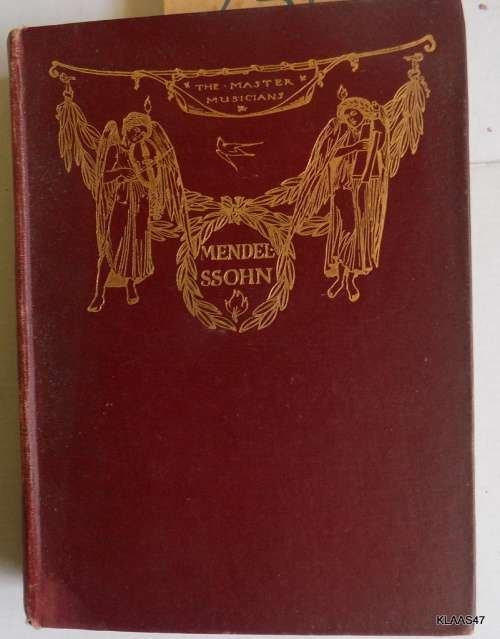 THE · MASTER
MUSICIANS
MENDEL-
SSOHN
KLAAS47